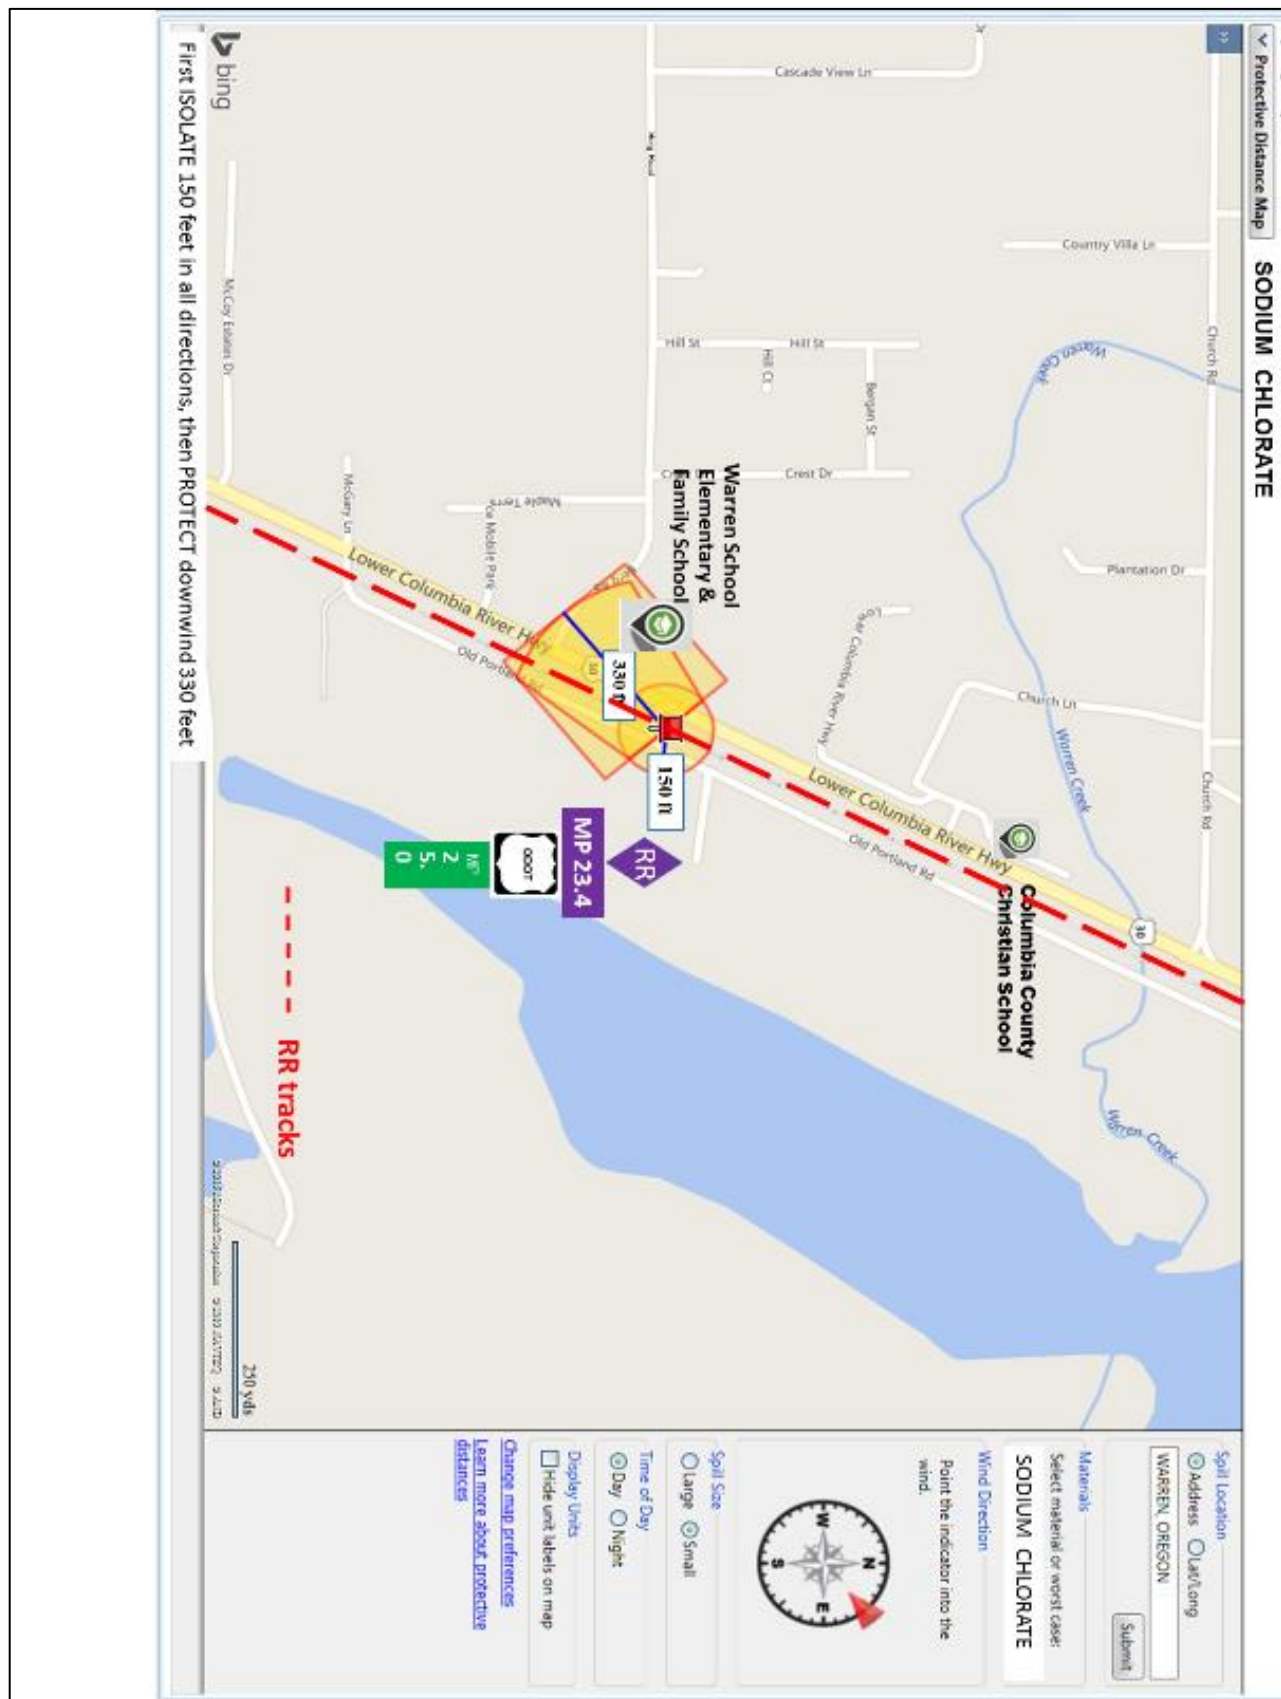 Protective Distance Map
SODIUM CHLORATE
>>
Cascade View Ln
Country Villa Ln
Church Rd
Warren Creek
Hill St
Hill St
Hill Ct
Bergan St
Crest Dr
Plantation Dr
Church Ln
Church Rd
Warren Creek
Warren Creek
Warren School
Elementary &
Family School
Lower Columbia River Hwy
Old Portland Rd
Columbia County
Christian School
30
30
330 ft
150 ft
RR
MP 23.4
ODOT
MP
2
5.
0
McCoy Estates Dr
McGary Ln
Maple Terra
ce Mobile Park
Lower Columbia River Hwy
Old Portland Rd
RR tracks
250 yds
bing
First ISOLATE 150 feet in all directions, then PROTECT downwind 330 feet
Spill Location
Address Lat/Long
WARREN, OREGON
Submit
Materials
Select material or worst case:
SODIUM CHLORATE
Wind Direction
Point the indicator into the
wind.
N
W
E
S
Spill Size
Large Small
Time of Day
Day Night
Display Units
Hide unit labels on map
Change map preferences
Learn more about protective
distances